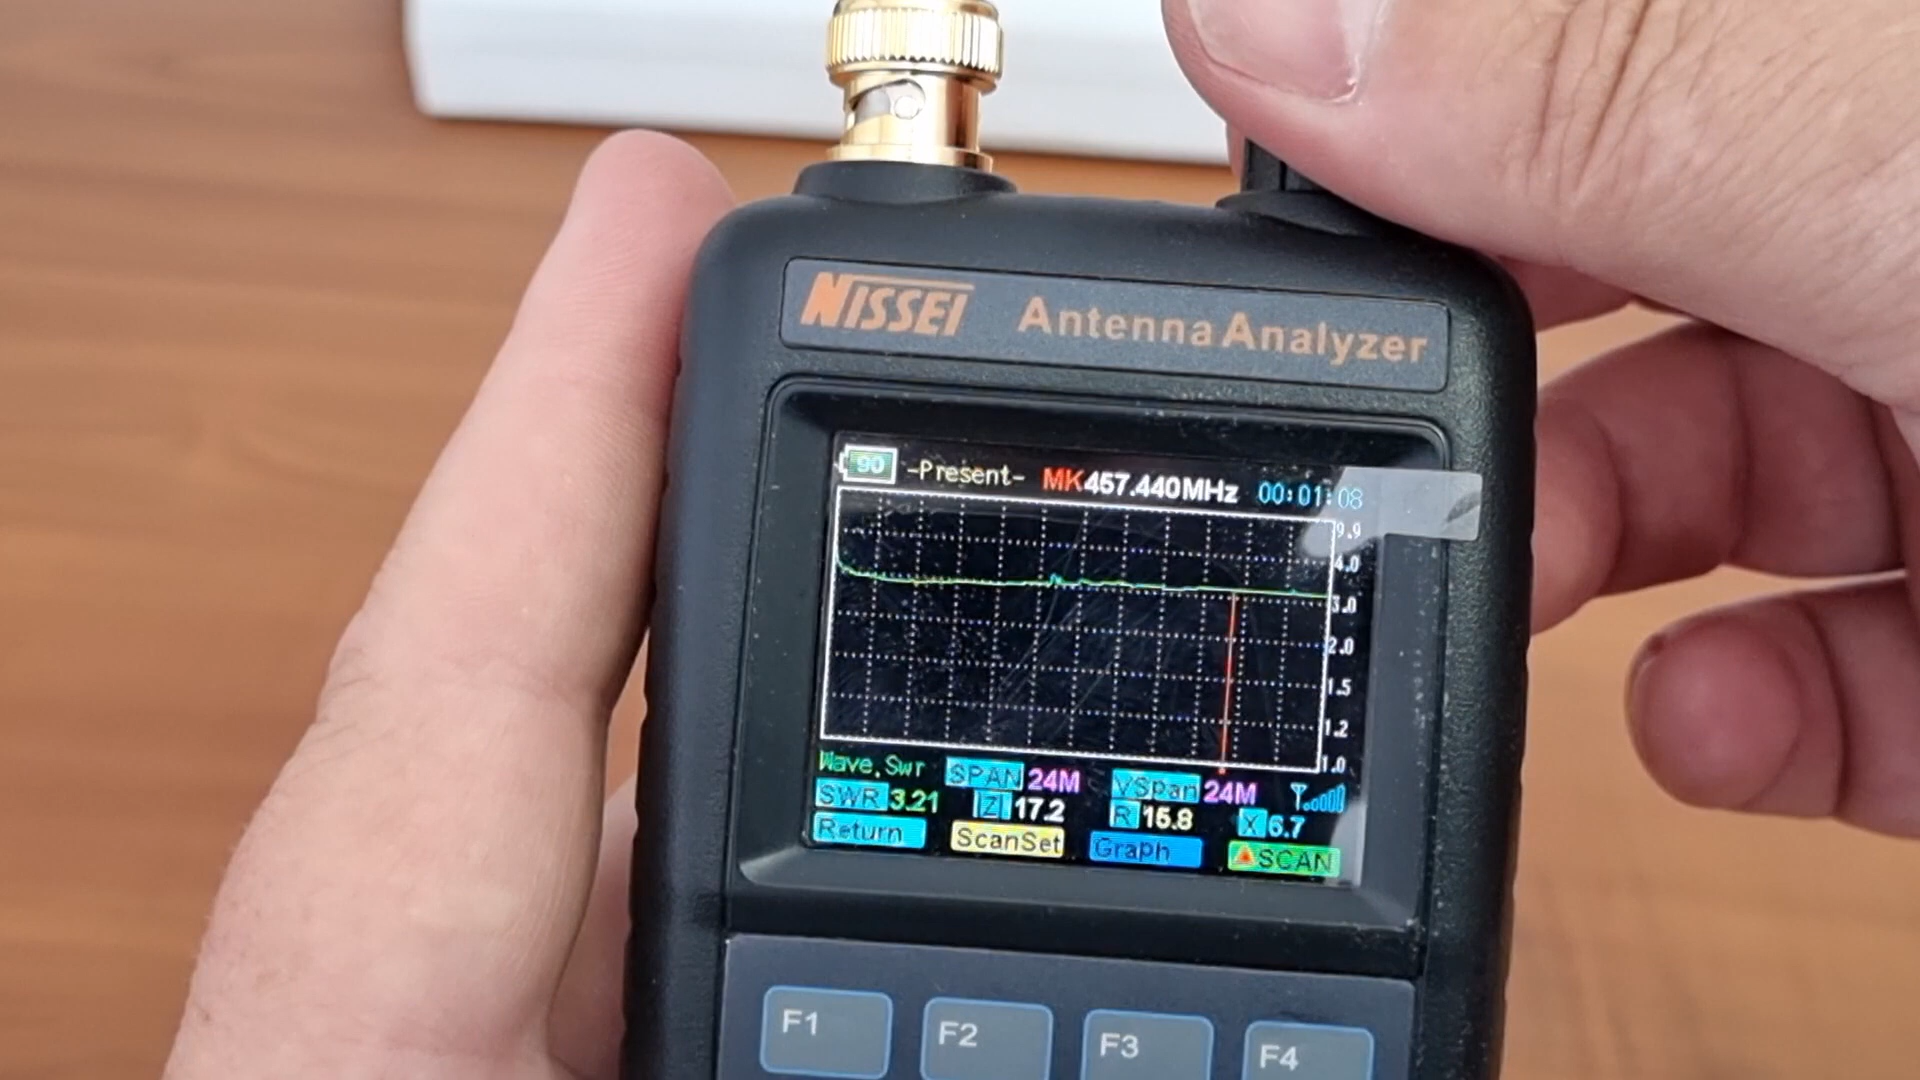 NISSEI Antenna Analyzer
90 -Present- MK457.440MHz 00:01:08
9.9
4.0
3.0
2.0
1.5
1.2
1.0
Wave.Swr SPAN 24M VSpan 24M
SWR 3.21 |Z| 17.2 R 15.8 X 6.7
Return ScanSet Graph SCAN
F1 F2 F3 F4